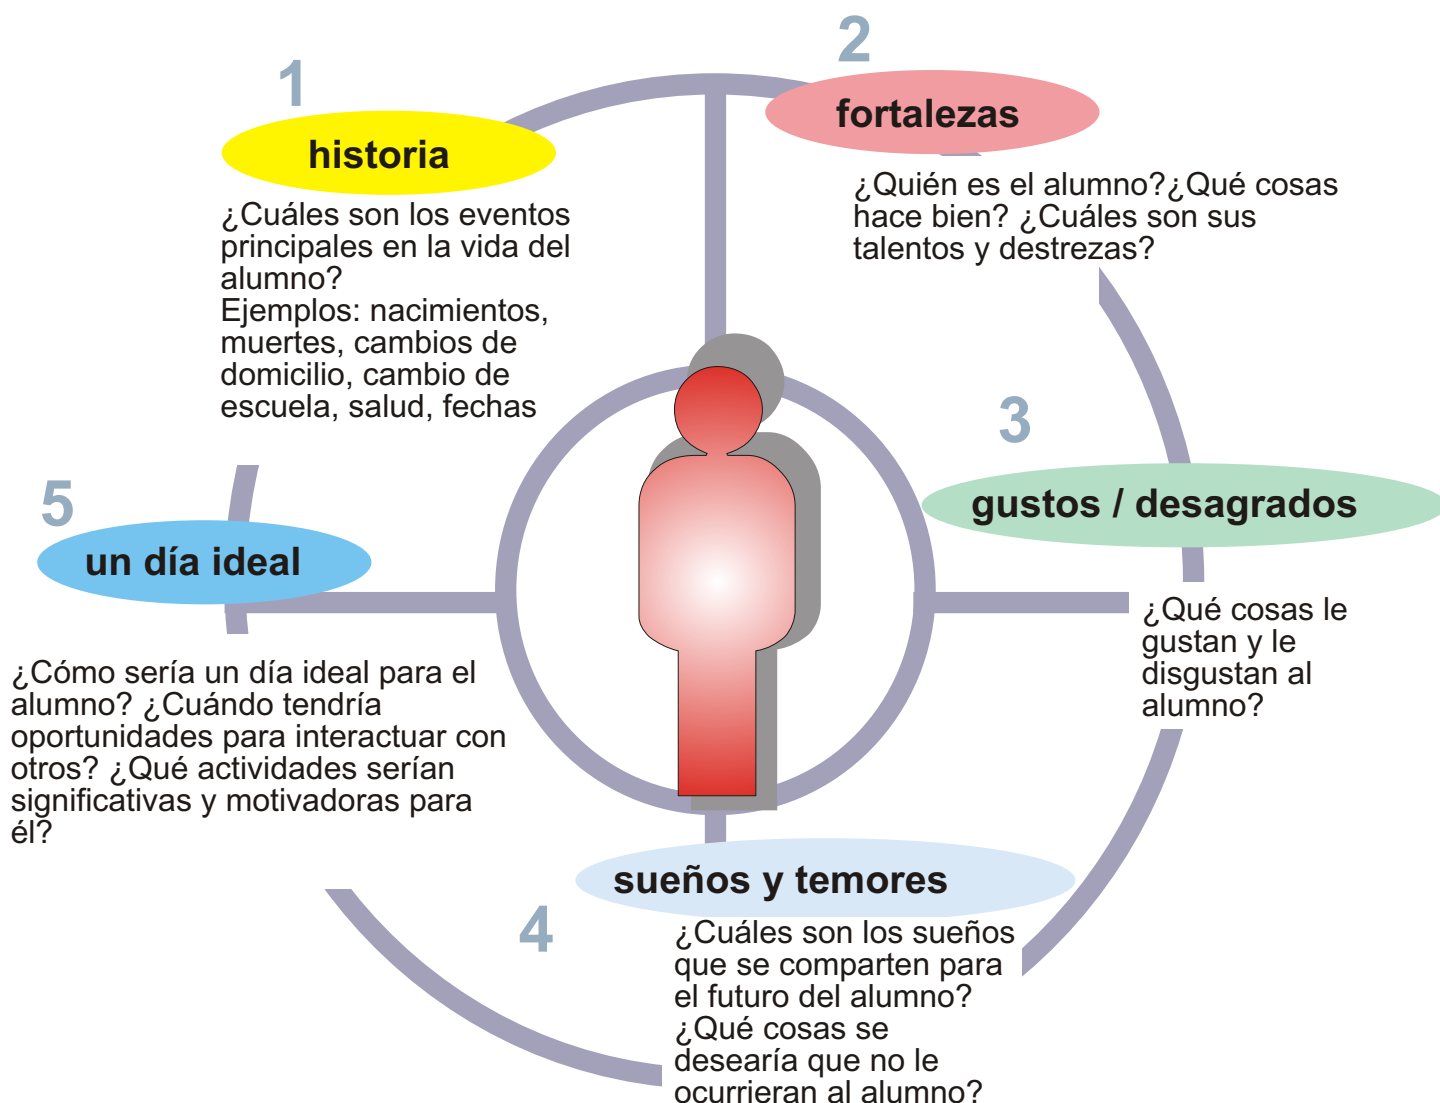 1
historia
¿Cuáles son los eventos
principales en la vida del
alumno?
Ejemplos: nacimientos,
muertes, cambios de
domicilio, cambio de
escuela, salud, fechas
2
fortalezas
¿Quién es el alumno?¿Qué cosas
hace bien? ¿Cuáles son sus
talentos y destrezas?
3
gustos / desagrados
¿Qué cosas le
gustan y le
disgustan al
alumno?
4
sueños y temores
¿Cuáles son los sueños
que se comparten para
el futuro del alumno?
¿Qué cosas se
desearía que no le
ocurrieran al alumno?
5
un día ideal
¿Cómo sería un día ideal para el
alumno? ¿Cuándo tendría
oportunidades para interactuar con
otros? ¿Qué actividades serían
significativas y motivadoras para
él?